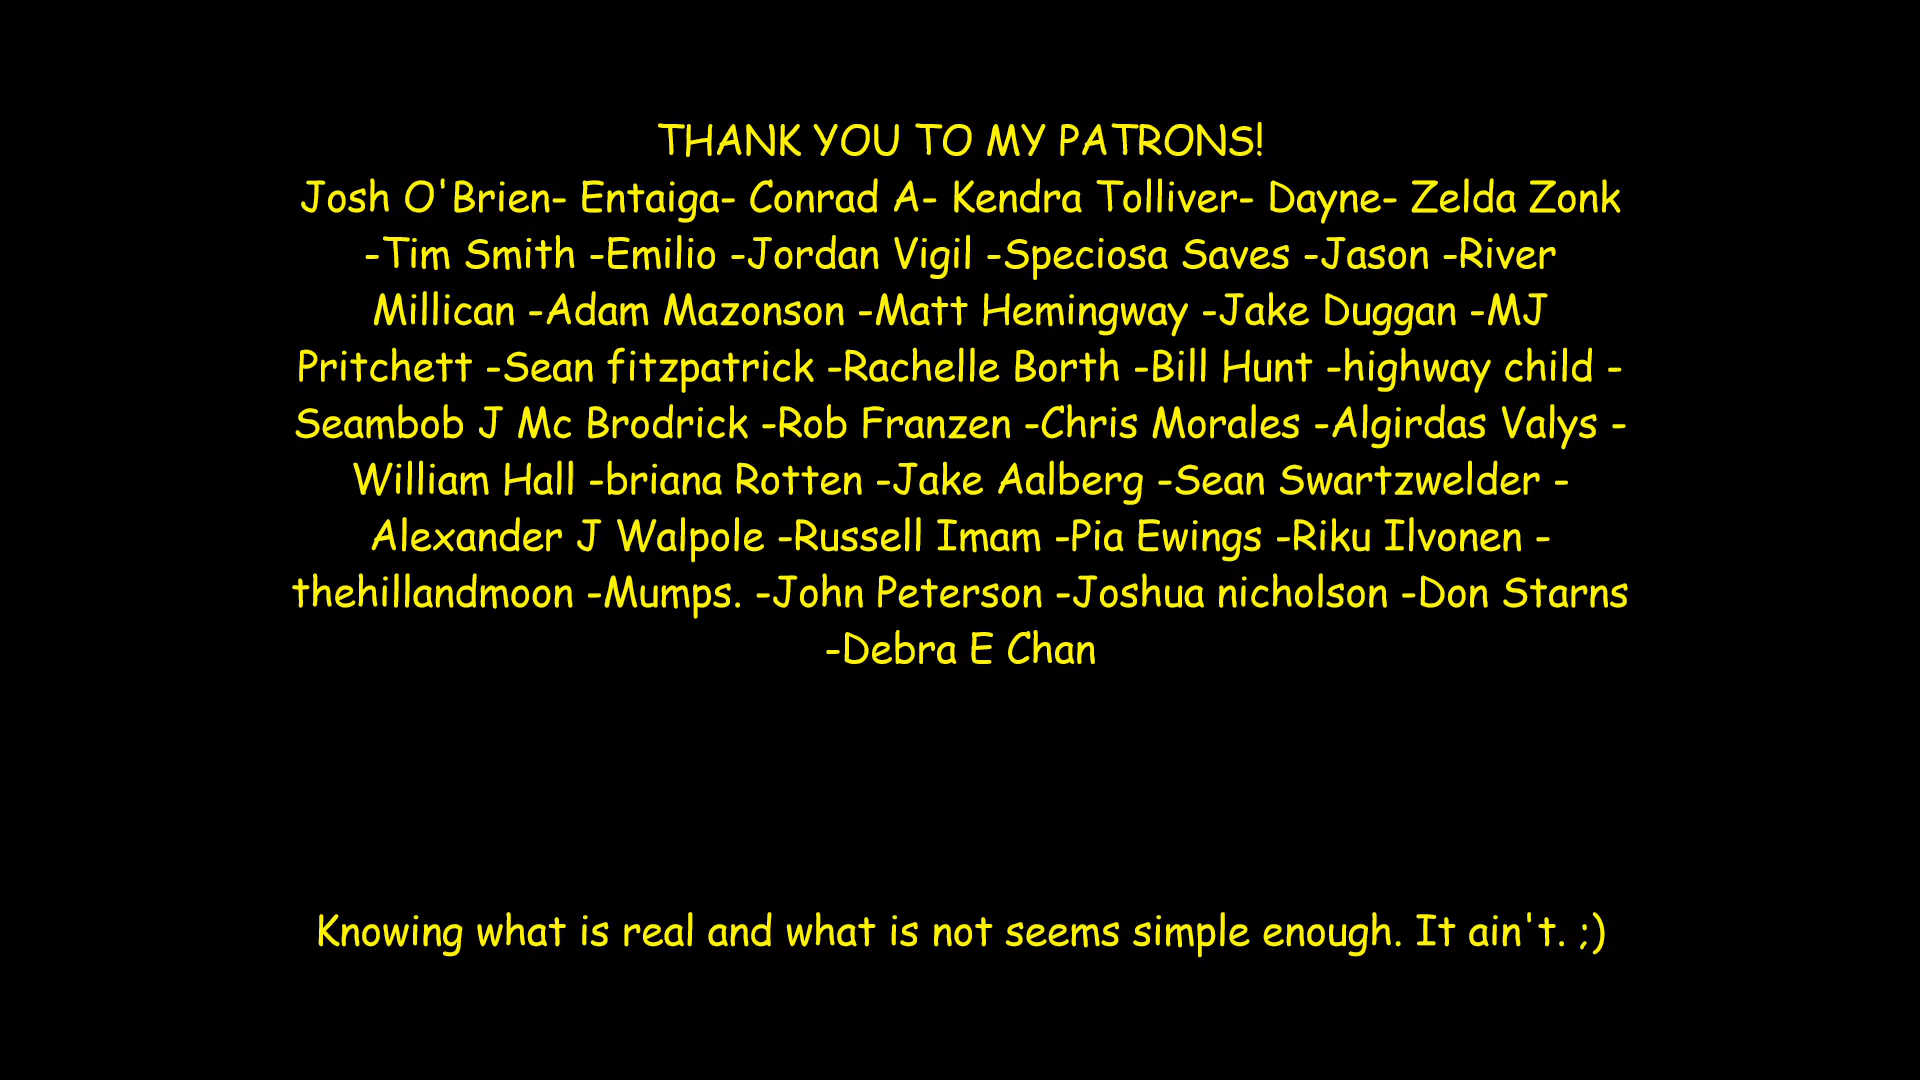 THANK YOU TO MY PATRONS!
Josh O'Brien- Entaiga- Conrad A- Kendra Tolliver- Dayne- Zelda Zonk
-Tim Smith -Emilio -Jordan Vigil -Speciosa Saves -Jason -River
Millican -Adam Mazonson -Matt Hemingway -Jake Duggan -MJ
Pritchett -Sean fitzpatrick -Rachelle Borth -Bill Hunt -highway child -
Seambob J Mc Brodrick -Rob Franzen -Chris Morales -Algirdas Valys -
William Hall -briana Rotten -Jake Aalberg -Sean Swartzwelder -
Alexander J Walpole -Russell Imam -Pia Ewings -Riku Ilvonen -
thehillandmoon -Mumps. -John Peterson -Joshua nicholson -Don Starns
-Debra E Chan
Knowing what is real and what is not seems simple enough. It ain't. ;)